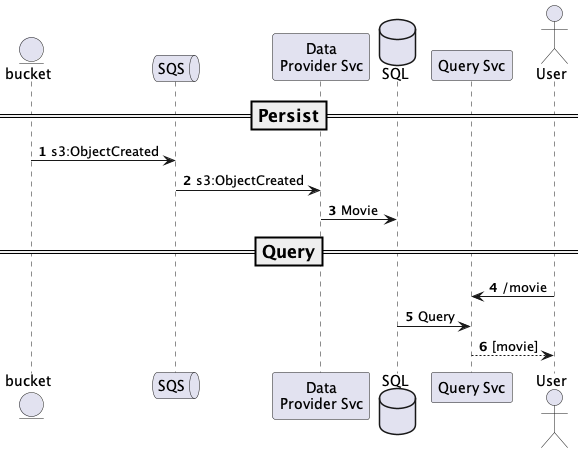 bucket
SQS
Data
Provider Svc
SQL
Query Svc
User
Persist
1 s3:ObjectCreated
2 s3:ObjectCreated
3 Movie
Query
4 /movie
5 Query
6 [movie]
bucket
SQS
Data
Provider Svc
SQL
Query Svc
User